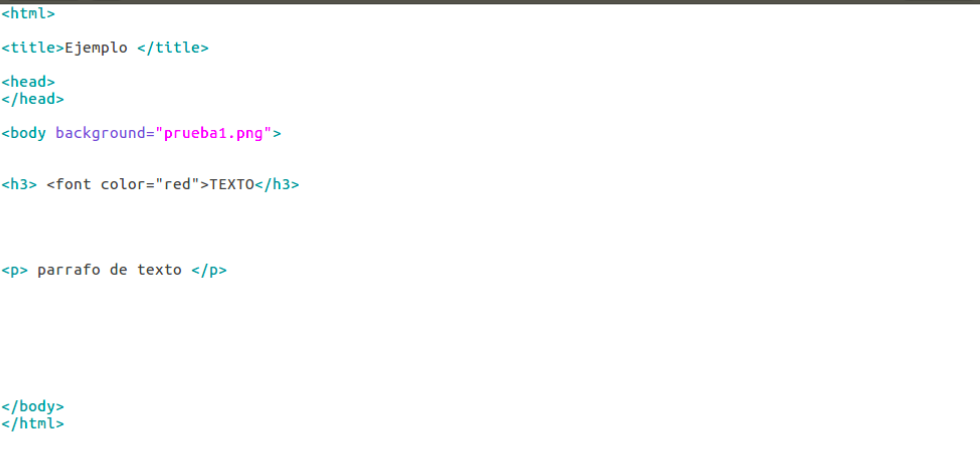 <html>
<title>Ejemplo </title>
<head>
</head>
<body background="prueba1.png">
<h3> <font color="red">TEXTO</h3>
<p> parrafo de texto </p>
</body>
</html>